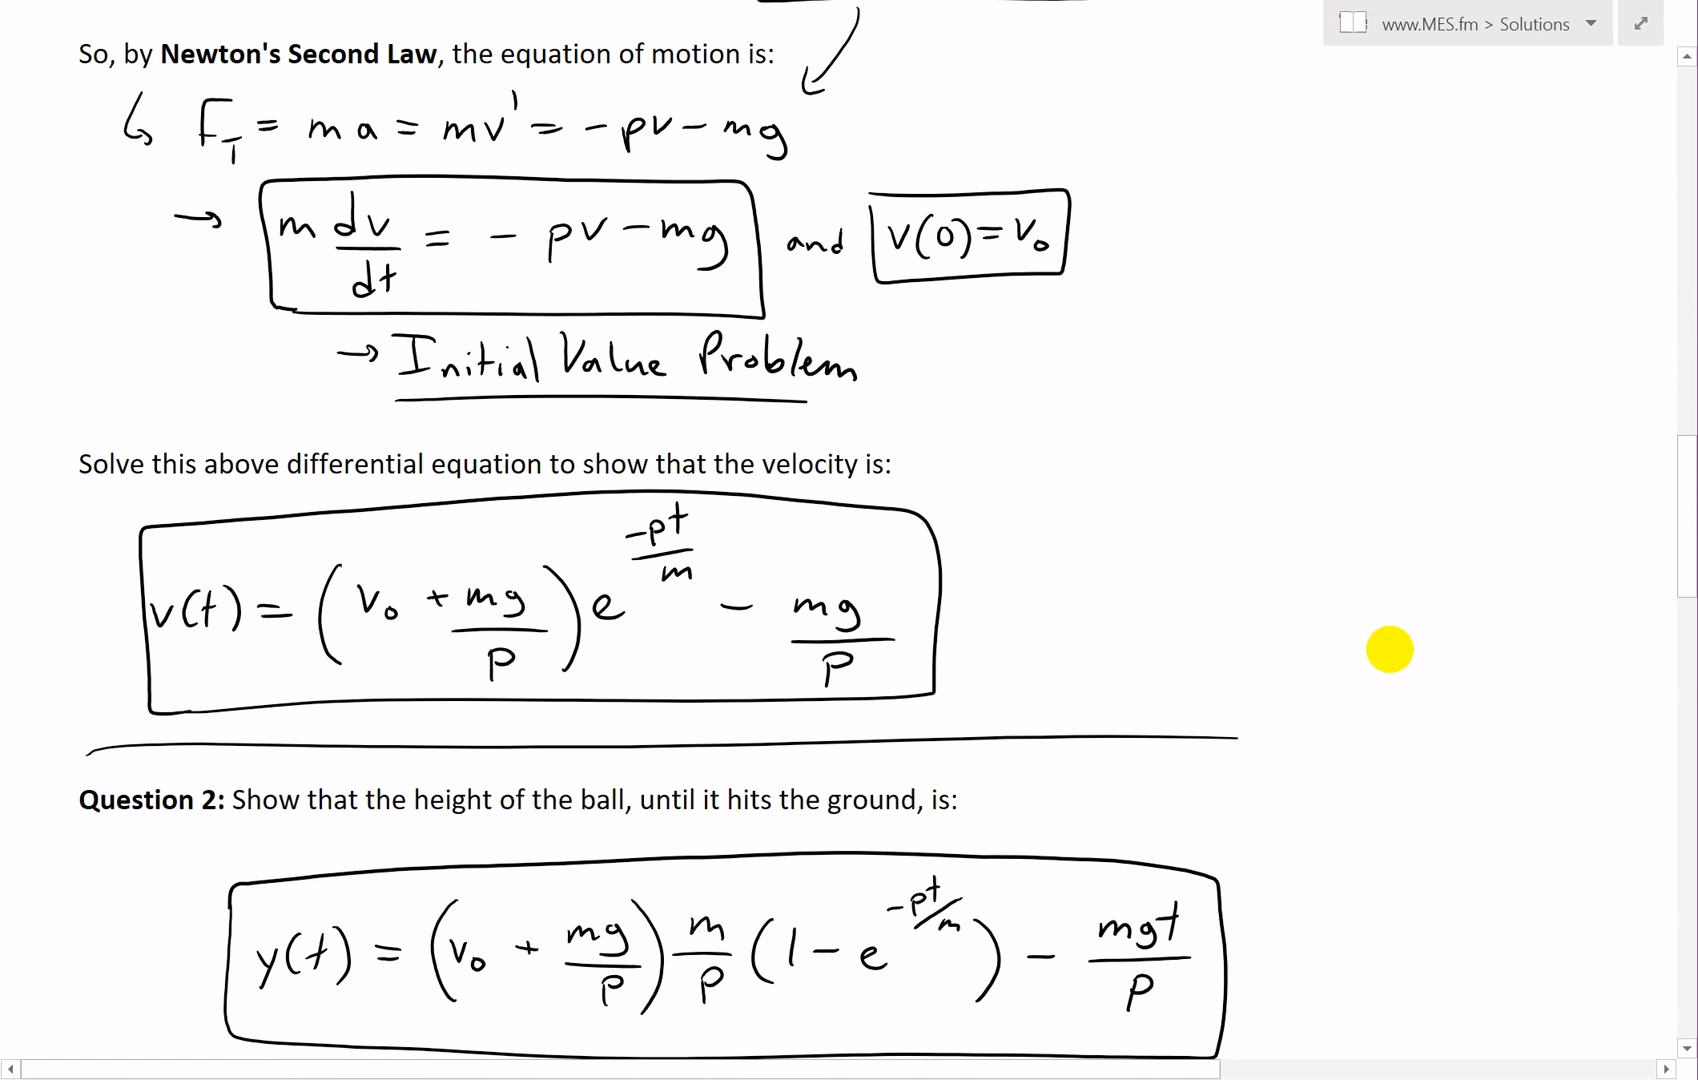 www.MES.fm > Solutions
So, by Newton's Second Law, the equation of motion is:
↳ F_T = ma = mv' = -pv - mg
→ m dv/dt = - pv - mg and v(0) = v₀
→ Initial Value Problem
Solve this above differential equation to show that the velocity is:
v(t) = (v₀ + mg/p) e^(-pt/m) - mg/p
Question 2: Show that the height of the ball, until it hits the ground, is:
y(t) = (v₀ + mg/p) m/p (1 - e^(-pt/m)) - mgt/p